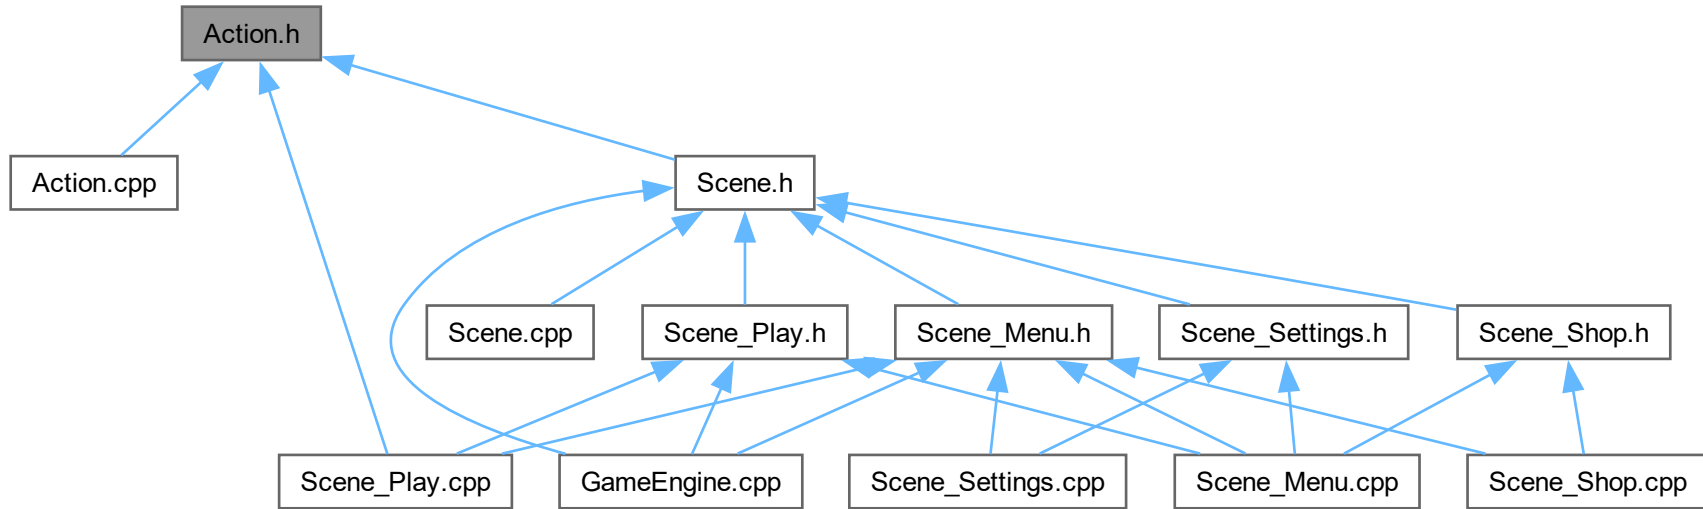 Action.h
Action.cpp
Scene.h
Scene.cpp
Scene_Play.h
Scene_Menu.h
Scene_Settings.h
Scene_Shop.h
Scene_Play.cpp
GameEngine.cpp
Scene_Settings.cpp
Scene_Menu.cpp
Scene_Shop.cpp